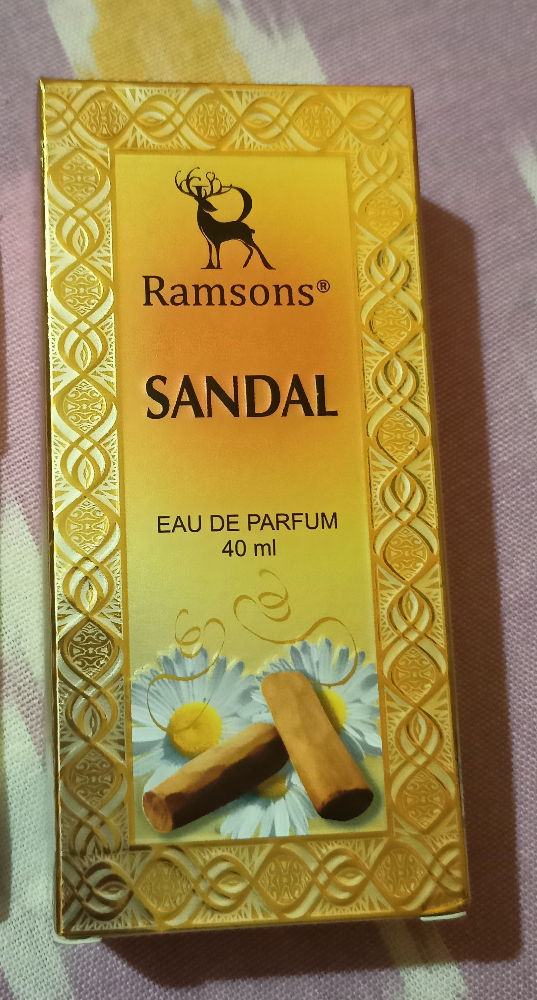 Ramsons®
SANDAL
EAU DE PARFUM
40 ml